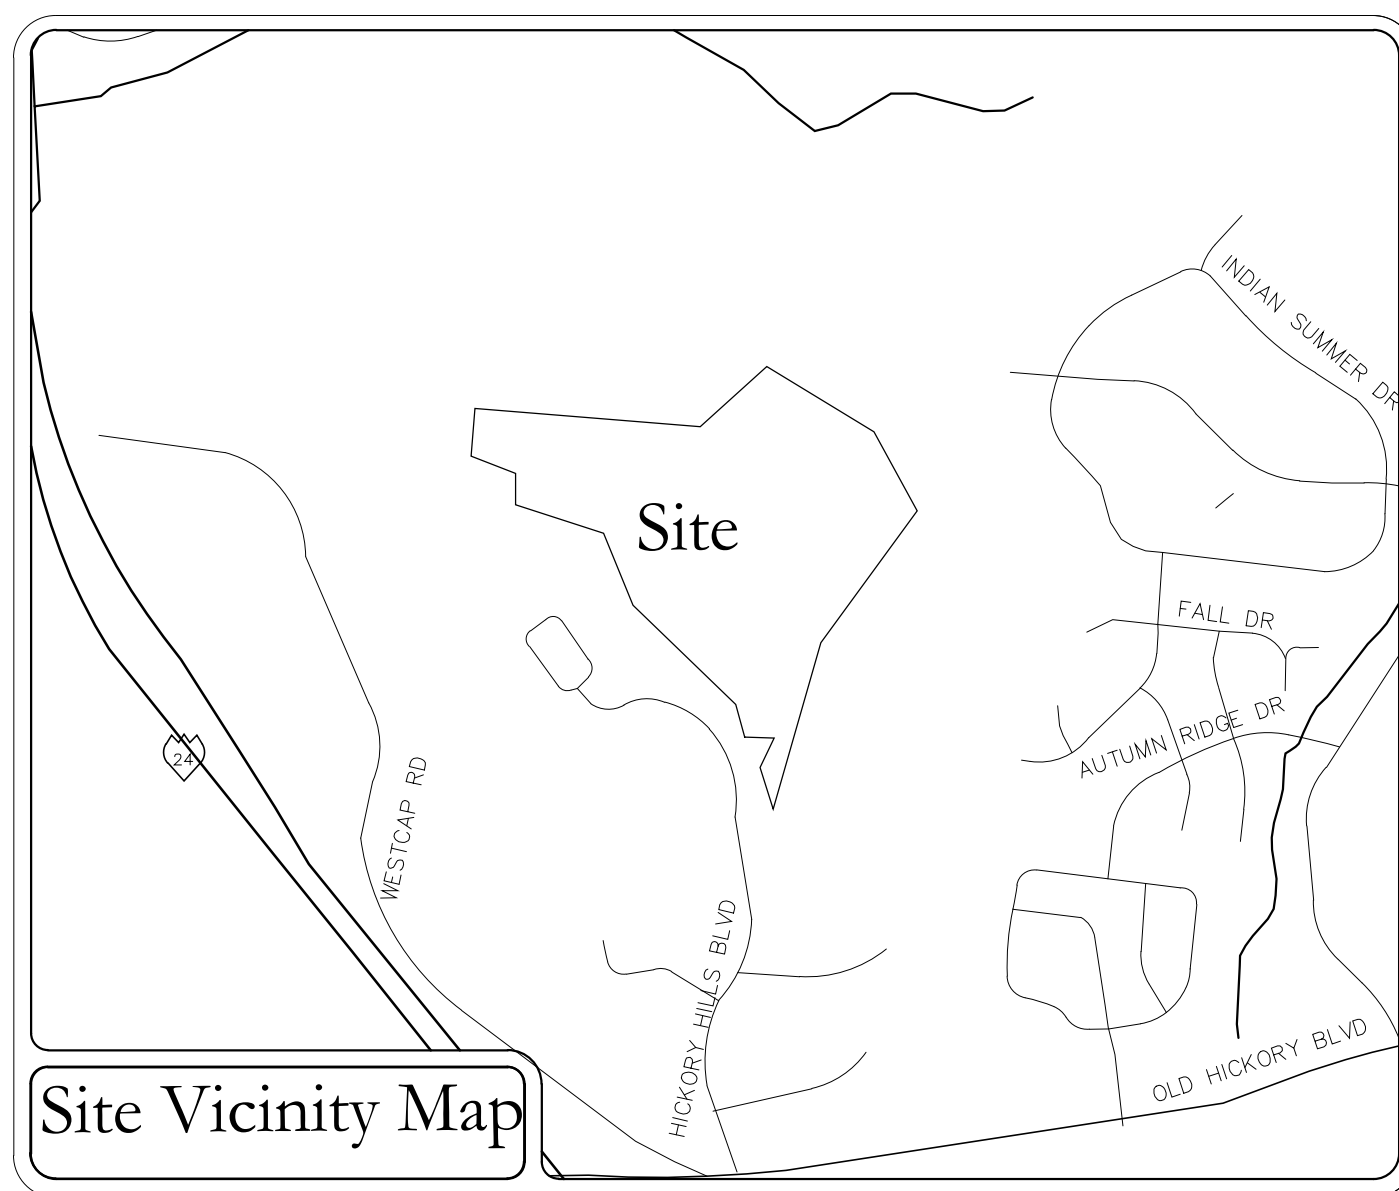 INDIAN SUMMER DR
Site
FALL DR
AUTUMN RIDGE DR
24
WESTCAP RD
HICKORY HILLS BLVD
OLD HICKORY BLVD
Site Vicinity Map